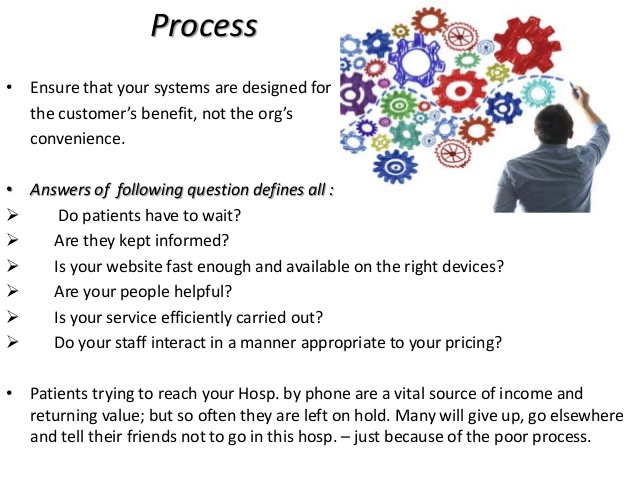 Process
• Ensure that your systems are designed for
the customer's benefit, not the org's
convenience.
• Answers of following question defines all :
➢ Do patients have to wait?
➢ Are they kept informed?
➢ Is your website fast enough and available on the right devices?
➢ Are your people helpful?
➢ Is your service efficiently carried out?
➢ Do your staff interact in a manner appropriate to your pricing?
• Patients trying to reach your Hosp. by phone are a vital source of income and
returning value; but so often they are left on hold. Many will give up, go elsewhere
and tell their friends not to go in this hosp. – just because of the poor process.